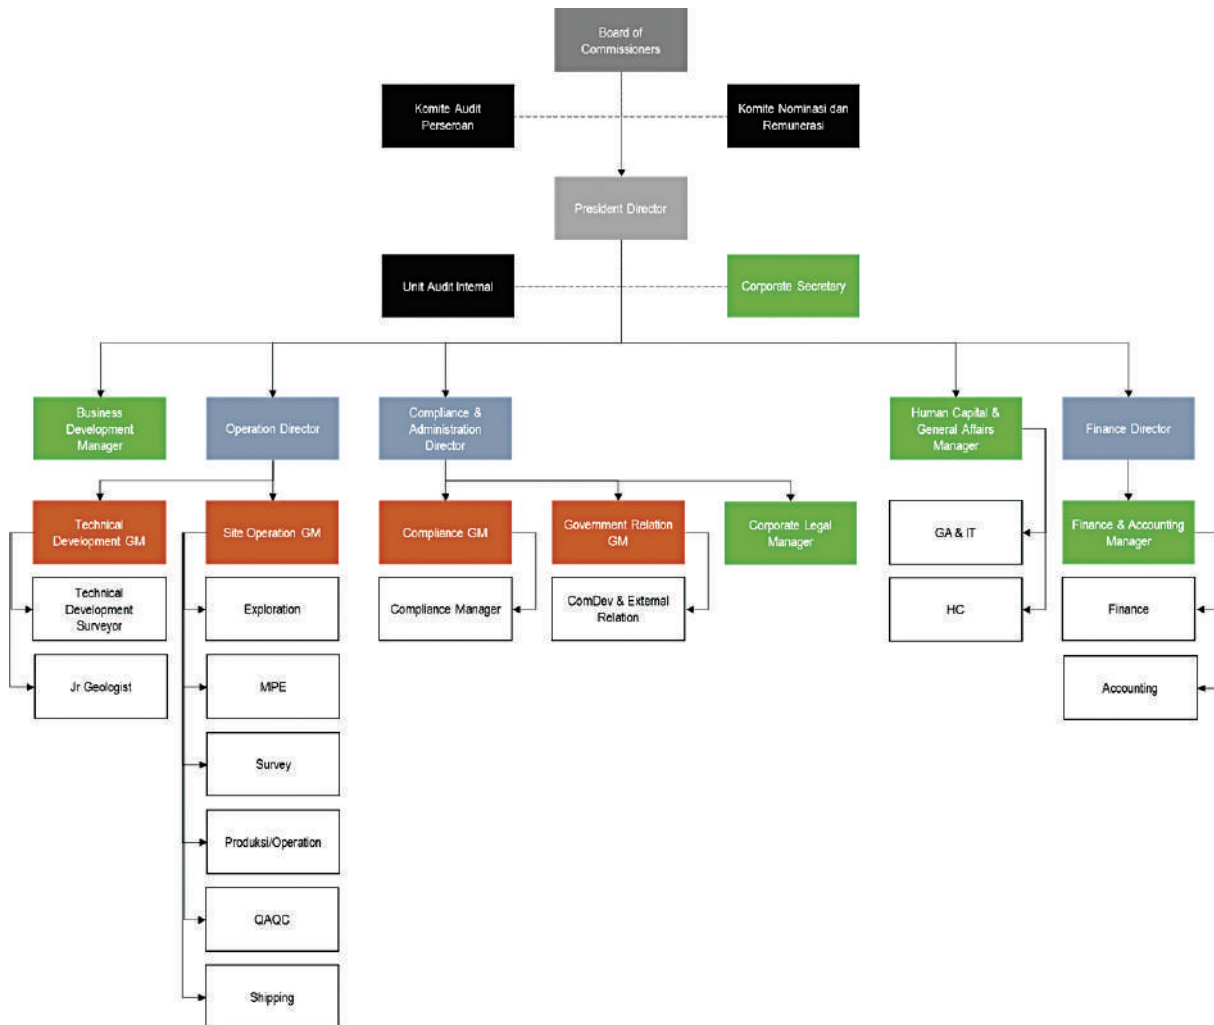 Board of
Commissioners
Komite Audit
Perseroan
Komite Nominasi dan
Remunerasi
President Director
Unit Audit Internal
Corporate Secretary
Business
Development
Manager
Operation Director
Compliance &
Administration
Director
Human Capital &
General Affairs
Manager
Finance Director
Technical
Development GM
Site Operation GM
Compliance GM
Government Relation
GM
Corporate Legal
Manager
GA & IT
Finance & Accounting
Manager
Technical
Development
Surveyor
Exploration
Compliance Manager
ComDev & External
Relation
HC
Finance
Jr Geologist
MPE
Accounting
Survey
Produksi/Operation
QAQC
Shipping